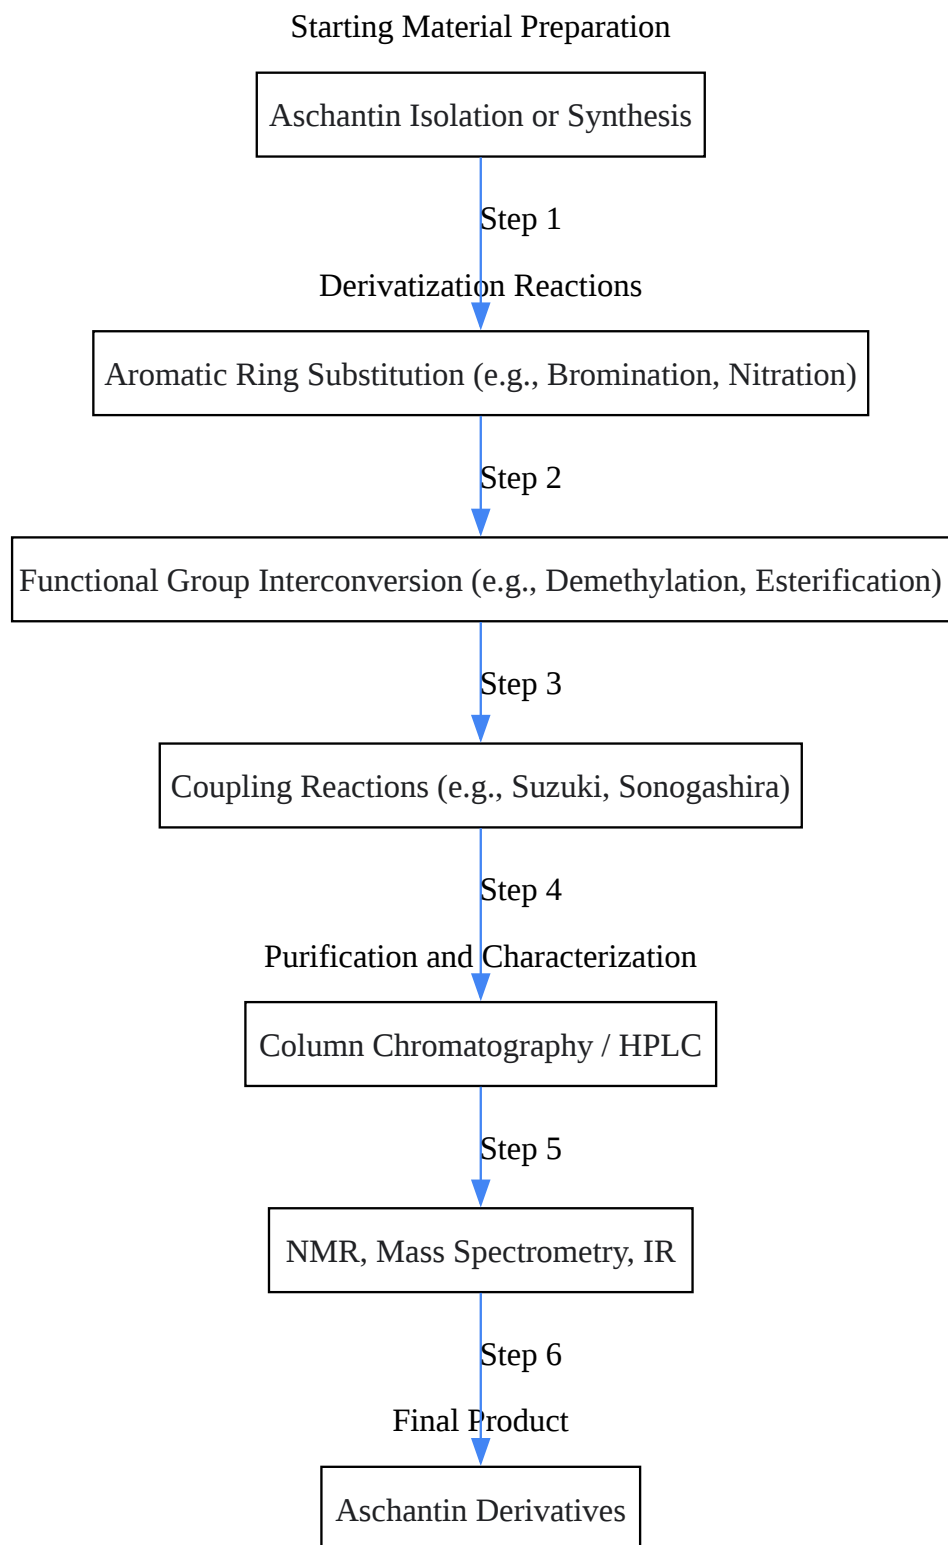 Starting Material Preparation
Aschantin Isolation or Synthesis
Step 1
Derivatization Reactions
Aromatic Ring Substitution (e.g., Bromination, Nitration)
Step 2
Functional Group Interconversion (e.g., Demethylation, Esterification)
Step 3
Coupling Reactions (e.g., Suzuki, Sonogashira)
Step 4
Purification and Characterization
Column Chromatography / HPLC
Step 5
NMR, Mass Spectrometry, IR
Step 6
Final Product
Aschantin Derivatives